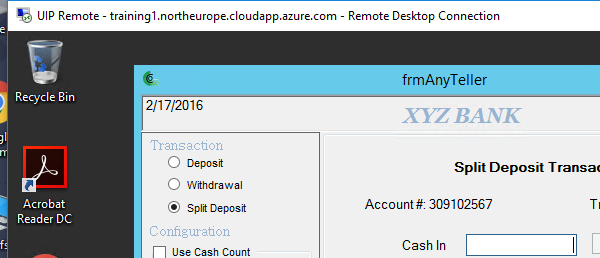 UIP Remote - training1.northeurope.cloudapp.azure.com - Remote Desktop Connection
Recycle Bin
Acrobat
Reader DC
frmAnyTeller
2/17/2016
XYZ BANK
Transaction
Deposit
Withdrawal
Split Deposit
Configuration
Use Cash Count
Split Deposit Transac
Account #: 309102567
Cash In